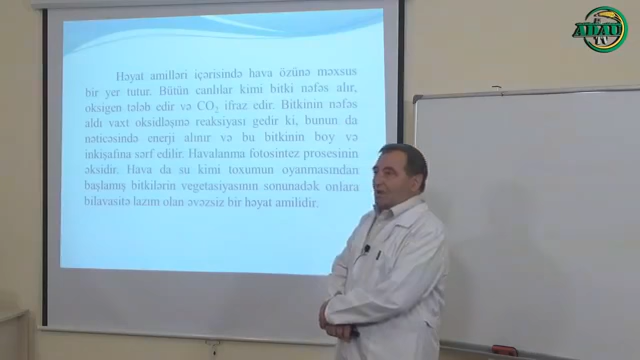 Həyat amilləri içərisində hava özünə məxsus
bir yer tutur. Bütün canlılar kimi bitki nəfəs alır,
oksigen tələb edir və CO₂ ifraz edir. Bitkinin nəfəs
aldı vaxt oksidləşmə reaksiyası gedir ki, bunun da
nəticəsində enerji alınır və bu bitkinin boy və
inkişafına sərf edilir. Havalanma fotosintez prosesinin
əksidir. Hava da su kimi toxumun oyanmasından
başlamış bitkilərin vegetasiyasının sonunadək onlara
bilavasitə lazım olan əvəzsiz bir həyat amilidir.
ADAU
TV